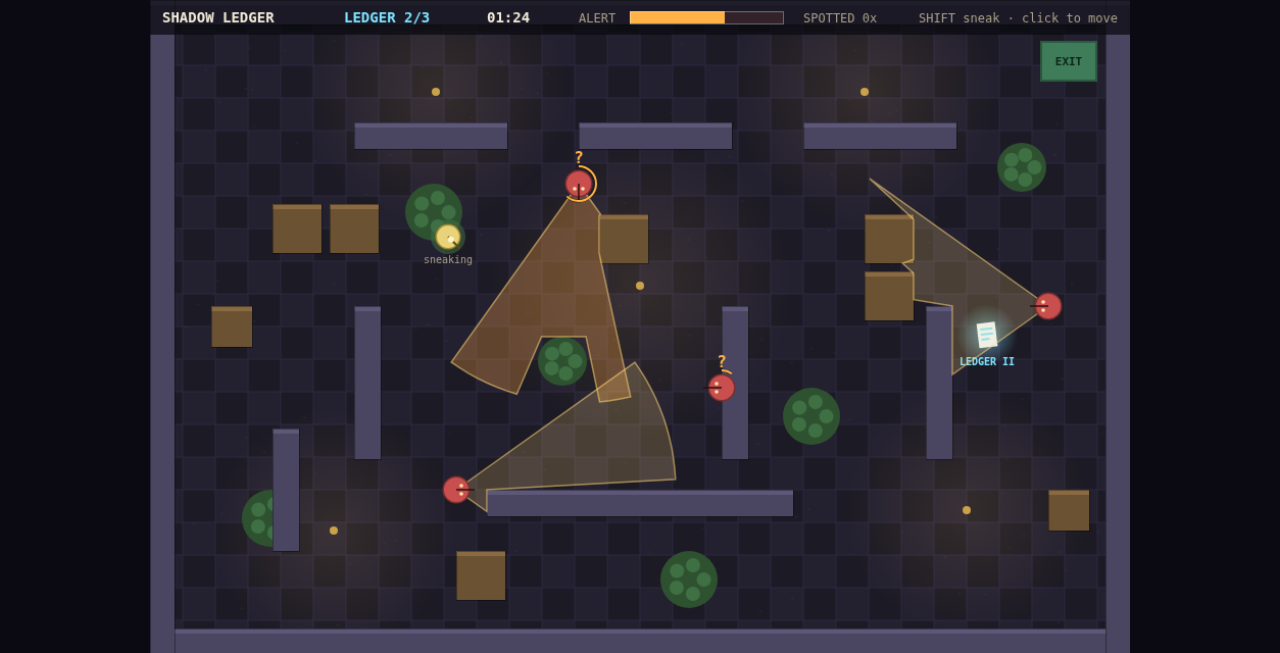 SHADOW LEDGER LEDGER 2/3 01:24 ALERT SPOTTED 0x SHIFT sneak · click to move
EXIT
?
sneaking
?
LEDGER II